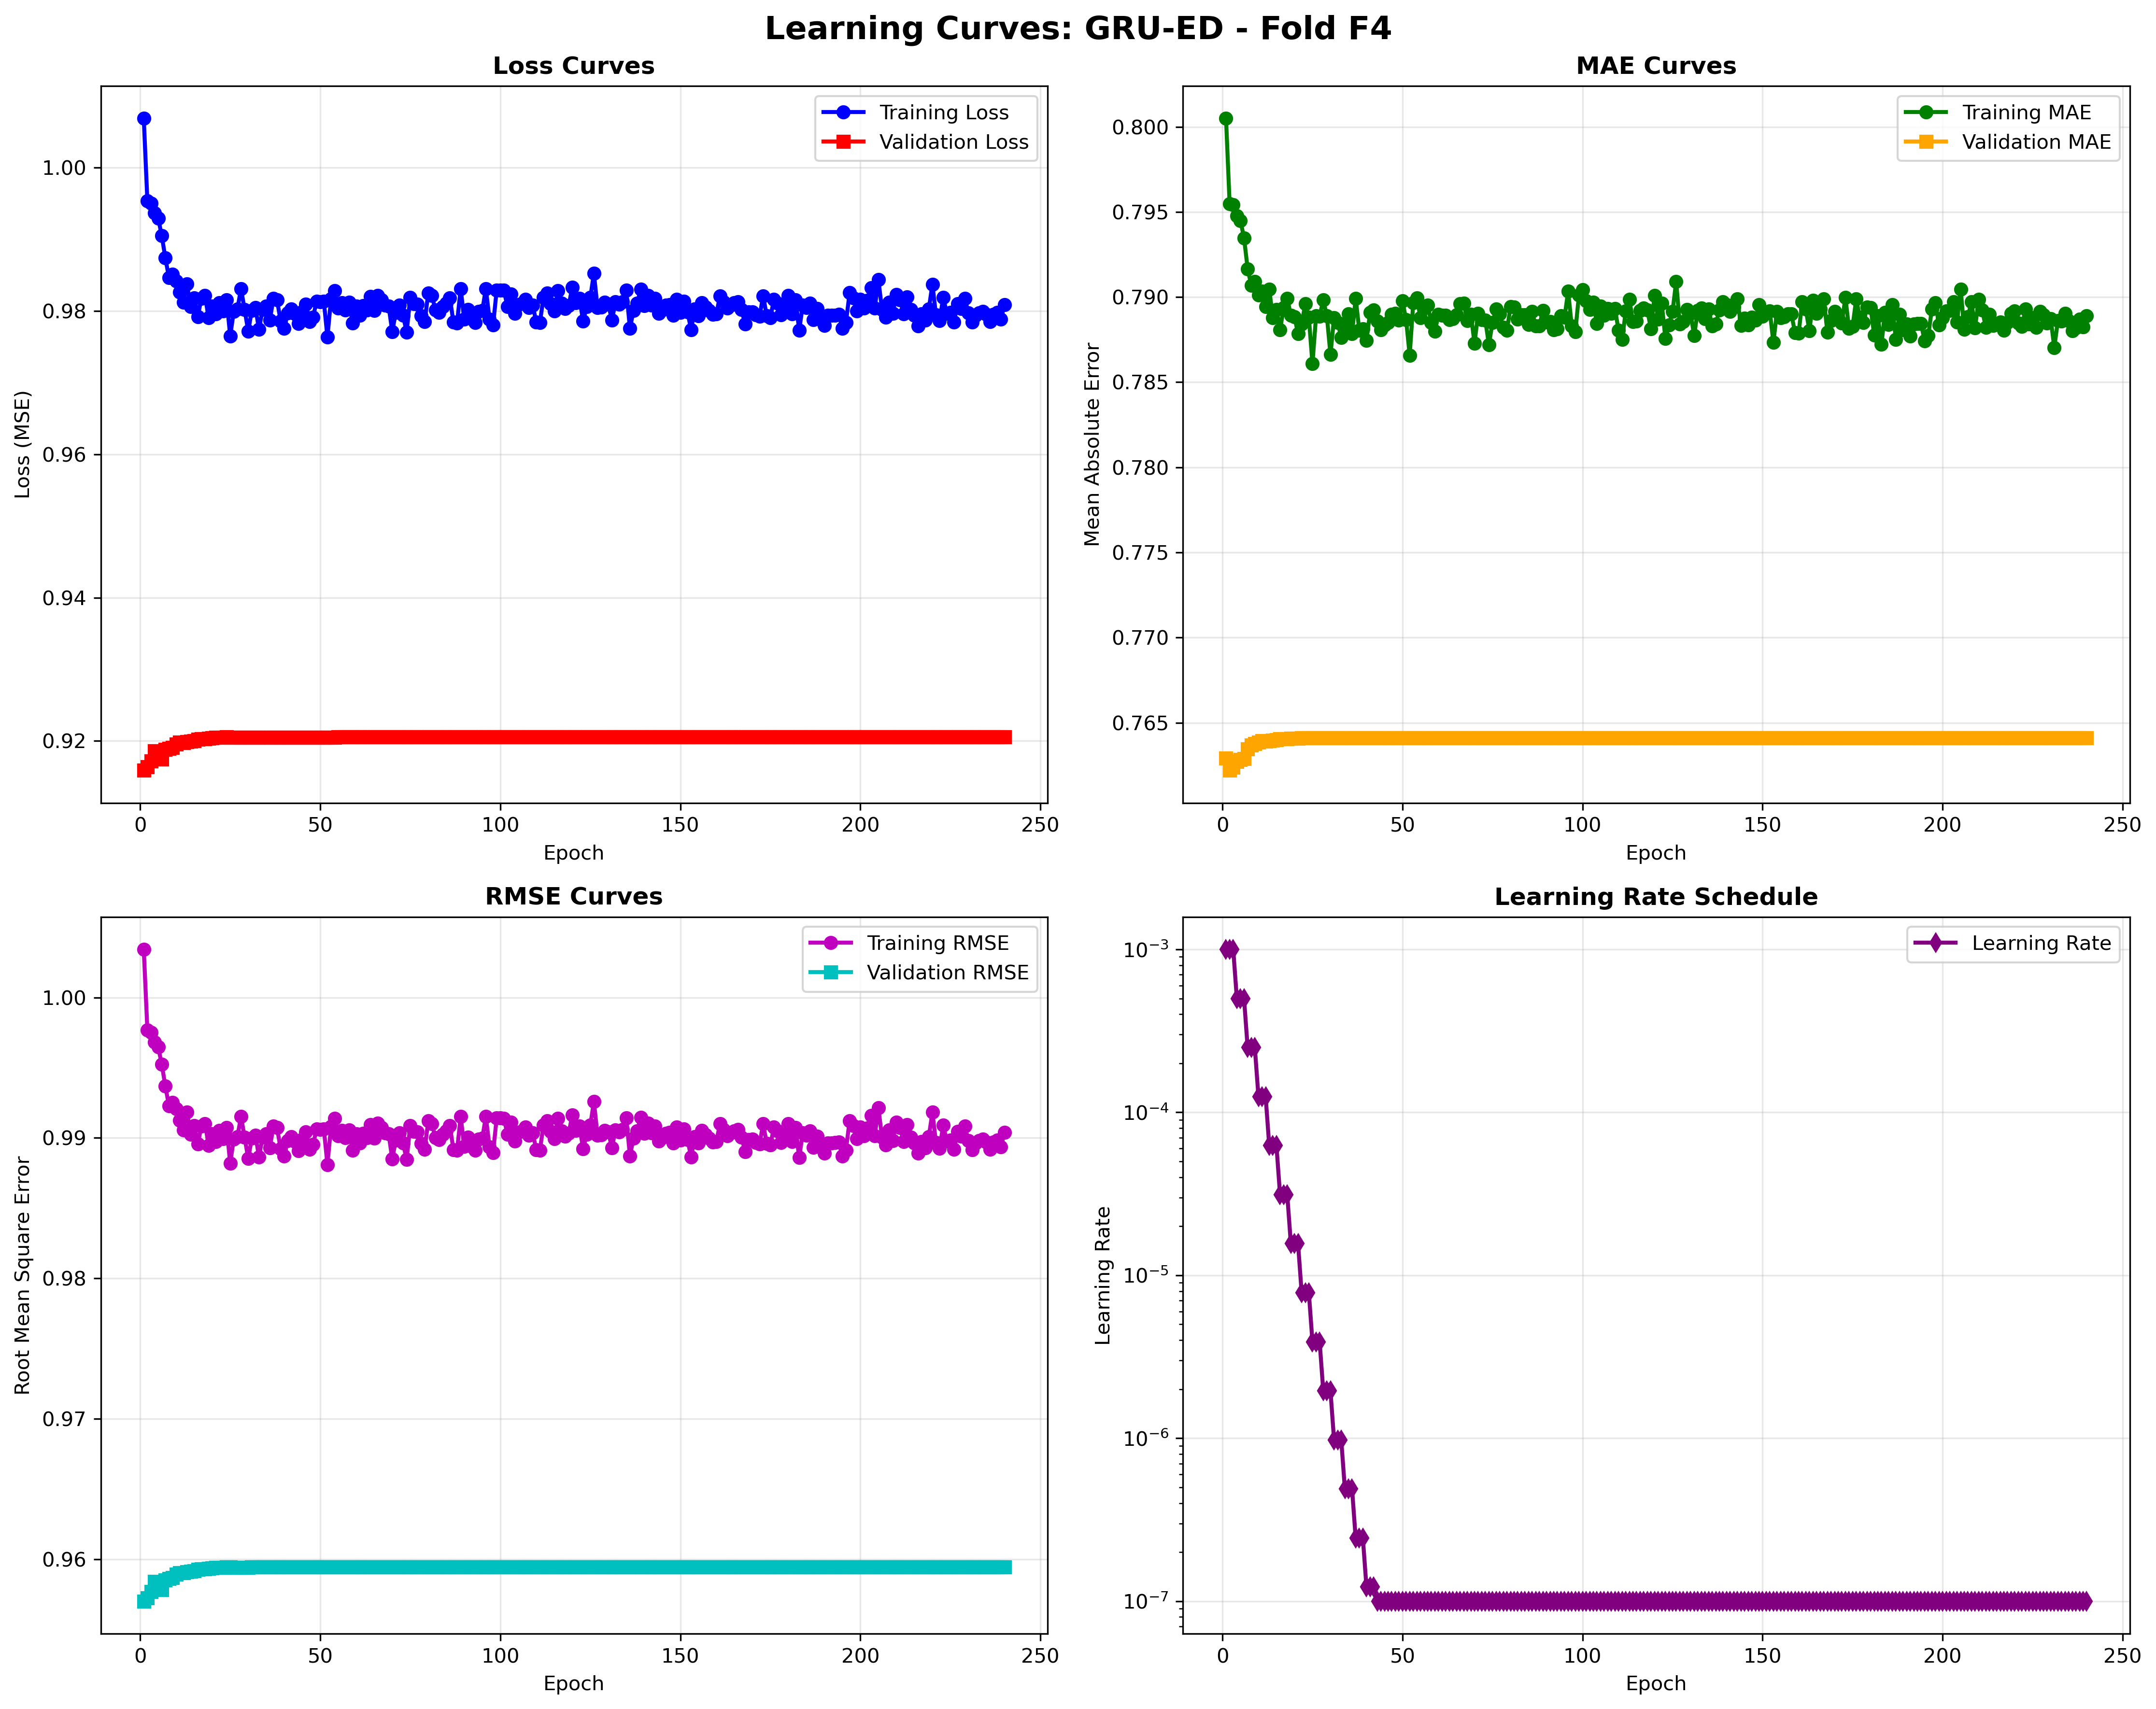 Learning Curves: GRU-ED - Fold F4
Loss Curves
Training Loss
Validation Loss
1.00
0.98
0.96
0.94
0.92
Loss (MSE)
0
50
100
150
200
250
Epoch
MAE Curves
Training MAE
Validation MAE
0.800
0.795
0.790
0.785
0.780
0.775
0.770
0.765
Mean Absolute Error
0
50
100
150
200
250
Epoch
RMSE Curves
Training RMSE
Validation RMSE
1.00
0.99
0.98
0.97
0.96
Root Mean Square Error
0
50
100
150
200
250
Epoch
Learning Rate Schedule
Learning Rate
10⁻³
10⁻⁴
10⁻⁵
10⁻⁶
10⁻⁷
Learning Rate
0
50
100
150
200
250
Epoch